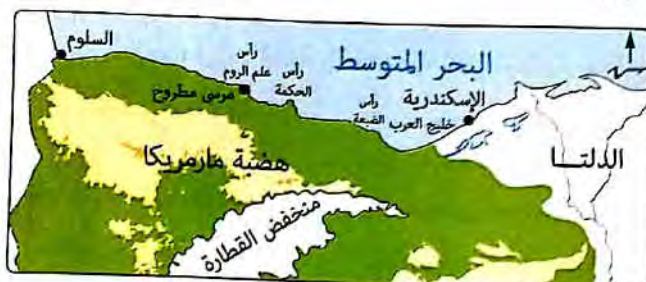 السلوم
رأس
علم الروم
مرسى مطروح
رأس
الحكمة
البحر المتوسط
رأس
الضبعة
خليج العرب
الإسكندرية
الدلتا
هضبة مارمريكا
منخفض القطارة